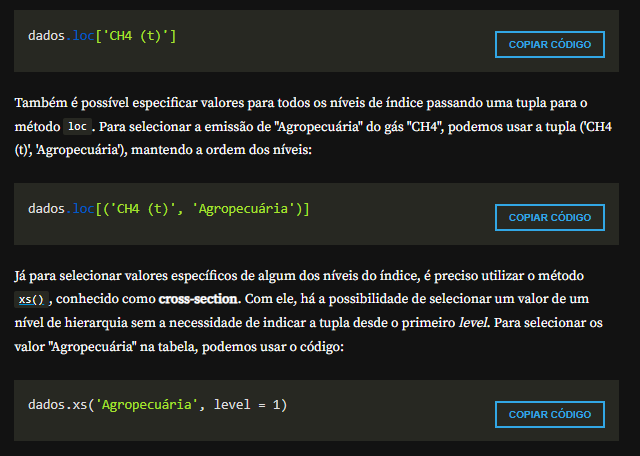 dados.loc['CH4 (t)']
COPIAR CÓDIGO
Também é possível especificar valores para todos os níveis de índice passando uma tupla para o
método loc. Para selecionar a emissão de "Agropecuária" do gás "CH4", podemos usar a tupla ('CH4
(t)', 'Agropecuária'), mantendo a ordem dos níveis:
dados.loc[('CH4 (t)', 'Agropecuária')]
COPIAR CÓDIGO
Já para selecionar valores específicos de algum dos níveis do índice, é preciso utilizar o método
xs(), conhecido como cross-section. Com ele, há a possibilidade de selecionar um valor de um
nível de hierarquia sem a necessidade de indicar a tupla desde o primeiro level. Para selecionar os
valor "Agropecuária" na tabela, podemos usar o código:
dados.xs('Agropecuária', level = 1)
COPIAR CÓDIGO